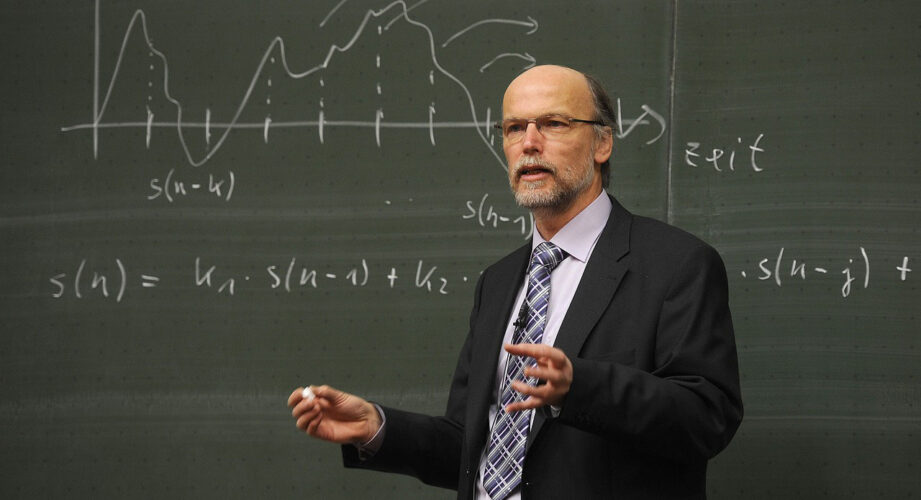 zeit
s(n-k)
s(n-1)
s(n) = k₁·s(n-1) + k₂· ·s(n-j) +